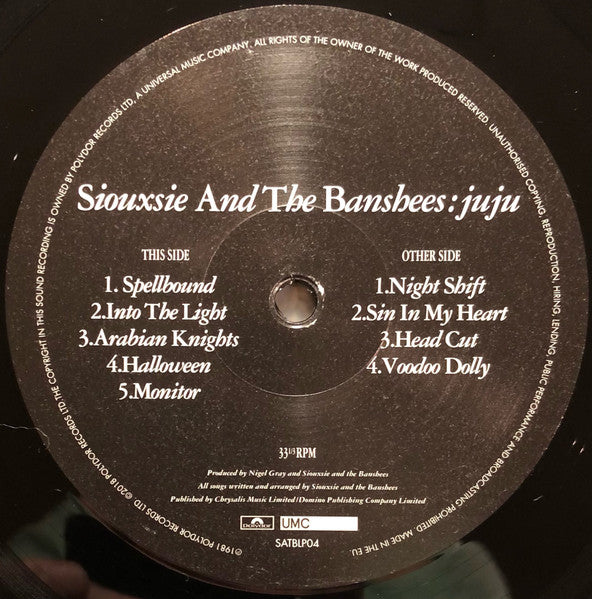 Siouxsie And The Banshees: juju
THIS SIDE
1. Spellbound
2.Into The Light
3.Arabian Knights
4.Halloween
5.Monitor
OTHER SIDE
1.Night Shift
2.Sin In My Heart
3.Head Cut
4.Voodoo Dolly
33 1/3 RPM
Produced by Nigel Gray and Siouxsie and the Banshees
All songs written and arranged by Siouxsie and the Banshees
Published by Chrysalis Music Limited/Domino Publishing Company Limited
Polydor
UMC
SATBLP04
℗1981 POLYDOR RECORDS LTD ©2018 POLYDOR RECORDS LTD THE COPYRIGHT IN THIS SOUND RECORDING IS OWNED BY POLYDOR RECORDS LTD, A UNIVERSAL MUSIC COMPANY. ALL RIGHTS OF THE OWNER OF THE WORK PRODUCED RESERVED. UNAUTHORISED COPYING, REPRODUCTION, HIRING, LENDING, PUBLIC PERFORMANCE AND BROADCASTING PROHIBITED. MADE IN THE EU.